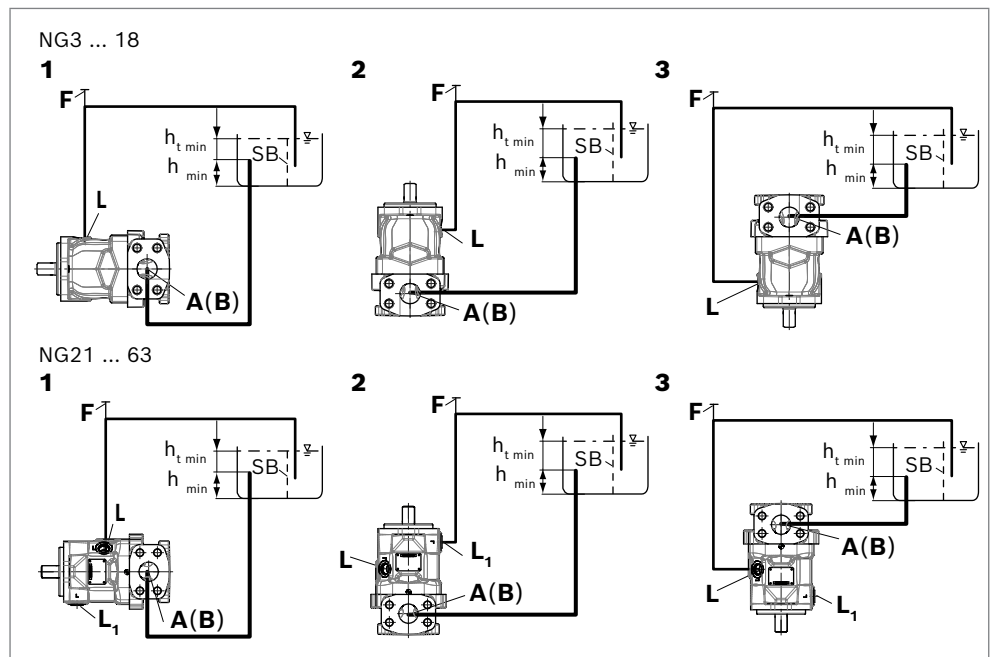 NG3 ... 18
1
F
h t min
h min
SB
L
A(B)
2
F
h t min
h min
SB
L
A(B)
3
F
h t min
h min
SB
A(B)
L
NG21 ... 63
1
F
h t min
h min
SB
L
L1
A(B)
2
F
h t min
h min
SB
L
L1
A(B)
3
F
h t min
h min
SB
A(B)
L
L1